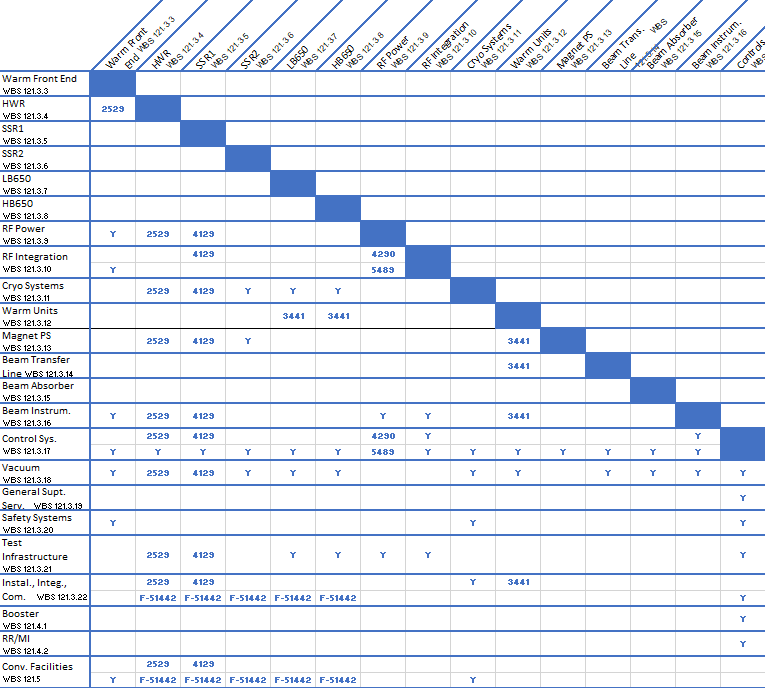 Warm Front
End WBS 121.3.3
HWR
WBS 121.3.4
SSR1
WBS 121.3.5
SSR2
WBS 121.3.6
LB650
WBS 121.3.7
HB650
WBS 121.3.8
RF Power
WBS 121.3.9
RF Integration
WBS 121.3.10
Cryo Systems
WBS 121.3.11
Warm Units
WBS 121.3.12
Magnet PS
WBS 121.3.13
Beam Trans. WBS
Line
Beam Absorber
WBS 121.3.15
Beam Instrum.
WBS 121.3.16
Controls
Warm Front End
WBS 121.3.3
HWR
WBS 121.3.4
2529
SSR1
WBS 121.3.5
SSR2
WBS 121.3.6
LB650
WBS 121.3.7
HB650
WBS 121.3.8
RF Power
WBS 121.3.9
Y 2529 4129
RF Integration
4129 4290
WBS 121.3.10
Y 5489
Cryo Systems
WBS 121.3.11
2529 4129 Y Y Y
Warm Units
WBS 121.3.12
3441 3441
Magnet PS
WBS 121.3.13
2529 4129 Y 3441
Beam Transfer
Line WBS 121.3.14
3441
Beam Absorber
WBS 121.3.15
Beam Instrum.
WBS 121.3.16
Y 2529 4129 Y Y 3441
Control Sys.
2529 4129 4290 Y Y
WBS 121.3.17
Y Y Y Y Y Y 5489 Y Y Y Y Y Y Y
Vacuum
WBS 121.3.18
Y 2529 4129 Y Y Y Y Y Y Y Y Y
General Supt.
Serv. WBS 121.3.19
Y
Safety Systems
WBS 121.3.20
Y Y Y
Test
Infrastructure
WBS 121.3.21
2529 4129 Y Y Y Y Y
Instal., Integ.,
2529 4129 Y 3441
Com. WBS 121.3.22
F-51442 F-51442 F-51442 F-51442 F-51442 Y
Booster
WBS 121.4.1
Y
RR/MI
WBS 121.4.2
Y
Conv. Facilities
2529 4129
WBS 121.5
Y F-51442 F-51442 F-51442 F-51442 F-51442 Y